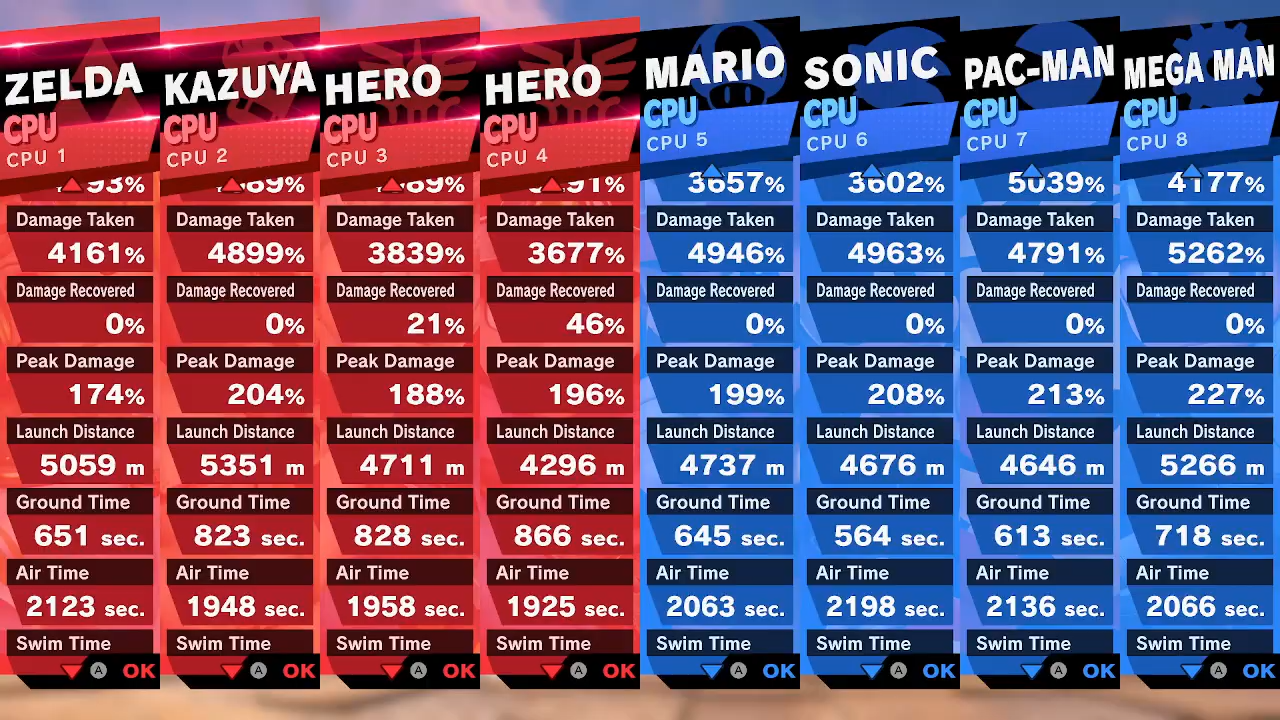 ZELDA KAZUYA HERO HERO MARIO SONIC PAC-MAN MEGA MAN
CPU CPU CPU CPU CPU CPU CPU CPU
CPU 1 CPU 2 CPU 3 CPU 4 CPU 5 CPU 6 CPU 7 CPU 8
3657% 3602% 5039% 4177%
Damage Taken Damage Taken Damage Taken Damage Taken Damage Taken Damage Taken Damage Taken Damage Taken
4161% 4899% 3839% 3677% 4946% 4963% 4791% 5262%
Damage Recovered Damage Recovered Damage Recovered Damage Recovered Damage Recovered Damage Recovered Damage Recovered Damage Recovered
0% 0% 21% 46% 0% 0% 0% 0%
Peak Damage Peak Damage Peak Damage Peak Damage Peak Damage Peak Damage Peak Damage Peak Damage
174% 204% 188% 196% 199% 208% 213% 227%
Launch Distance Launch Distance Launch Distance Launch Distance Launch Distance Launch Distance Launch Distance Launch Distance
5059 m 5351 m 4711 m 4296 m 4737 m 4676 m 4646 m 5266 m
Ground Time Ground Time Ground Time Ground Time Ground Time Ground Time Ground Time Ground Time
651 sec. 823 sec. 828 sec. 866 sec. 645 sec. 564 sec. 613 sec. 718 sec.
Air Time Air Time Air Time Air Time Air Time Air Time Air Time Air Time
2123 sec. 1948 sec. 1958 sec. 1925 sec. 2063 sec. 2198 sec. 2136 sec. 2066 sec.
Swim Time Swim Time Swim Time Swim Time Swim Time Swim Time Swim Time Swim Time
A OK A OK A OK A OK A OK A OK A OK A OK